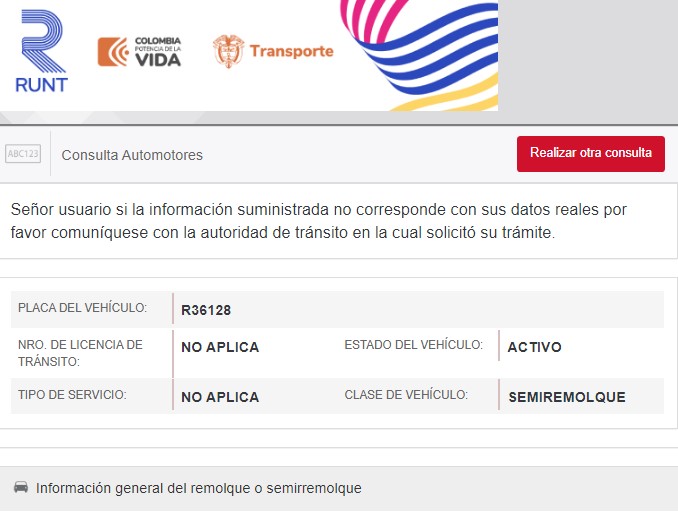 RUNT
COLOMBIA
POTENCIA DE LA
VIDA
Transporte
ABC123
Consulta Automotores
Realizar otra consulta
Señor usuario si la información suministrada no corresponde con sus datos reales por
favor comuníquese con la autoridad de tránsito en la cual solicitó su trámite.
PLACA DEL VEHÍCULO: R36128
NRO. DE LICENCIA DE
TRÁNSITO:
NO APLICA
ESTADO DEL VEHÍCULO: ACTIVO
TIPO DE SERVICIO: NO APLICA
CLASE DE VEHÍCULO: SEMIREMOLQUE
Información general del remolque o semirremolque